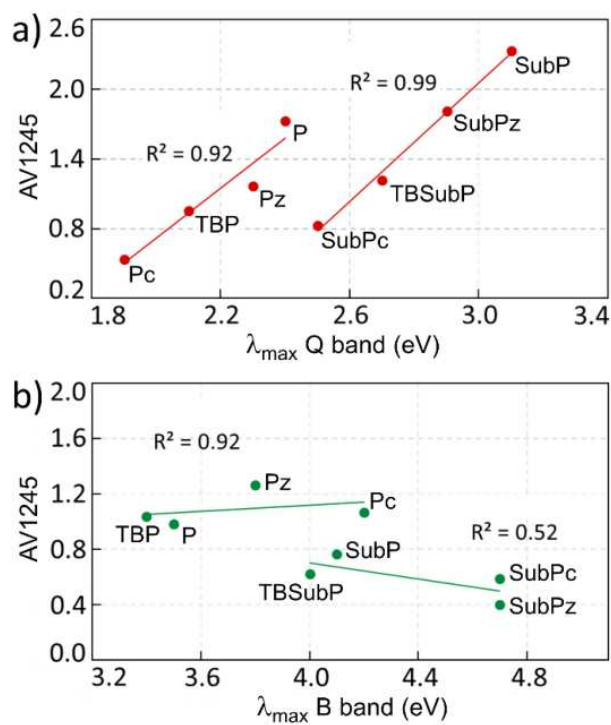 a)
2.6
2.0
1.4
0.8
0.2
AV1245
R² = 0.92
R² = 0.99
SubP
SubPz
P
TBSubP
Pz
TBP
SubPc
Pc
1.8 2.2 2.6 3.0 3.4
λmax Q band (eV)
b)
2.0
1.6
1.2
0.8
0.4
0.0
AV1245
R² = 0.92
Pz
Pc
TBP
P
R² = 0.52
SubP
TBSubP
SubPc
SubPz
3.2 3.6 4.0 4.4 4.8
λmax B band (eV)